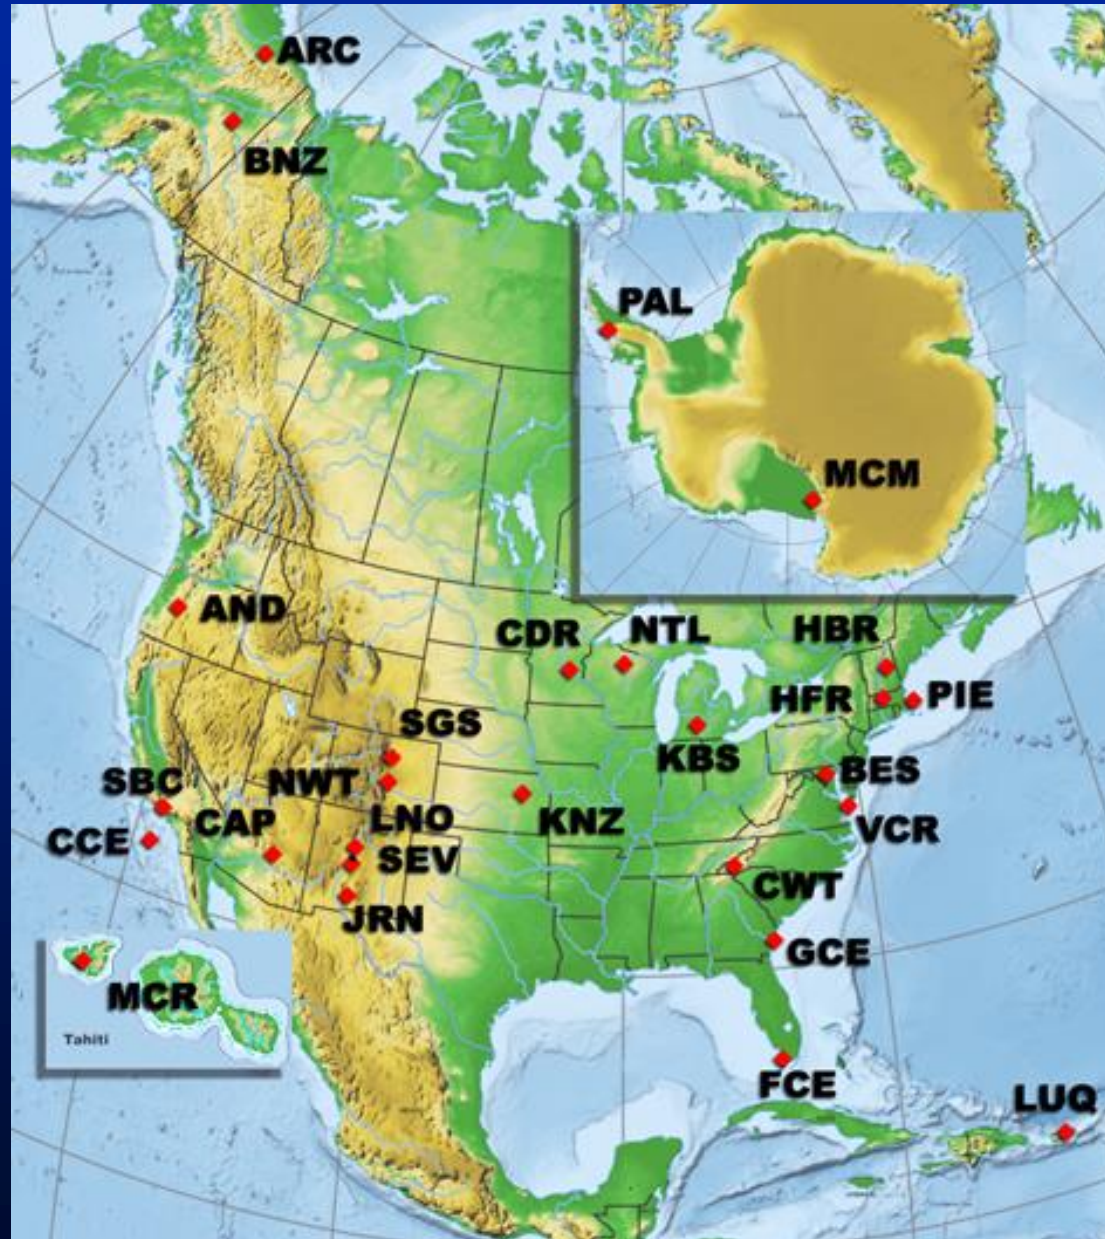 ARC
BNZ
PAL
MCM
AND
CDR
NTL
HBR
HFR
PIE
SGS
KBS
NWT
BES
SBC
CAP
LNO
KNZ
VCR
CCE
SEV
CWT
JRN
GCE
MCR
Tahiti
FCE
LUQ